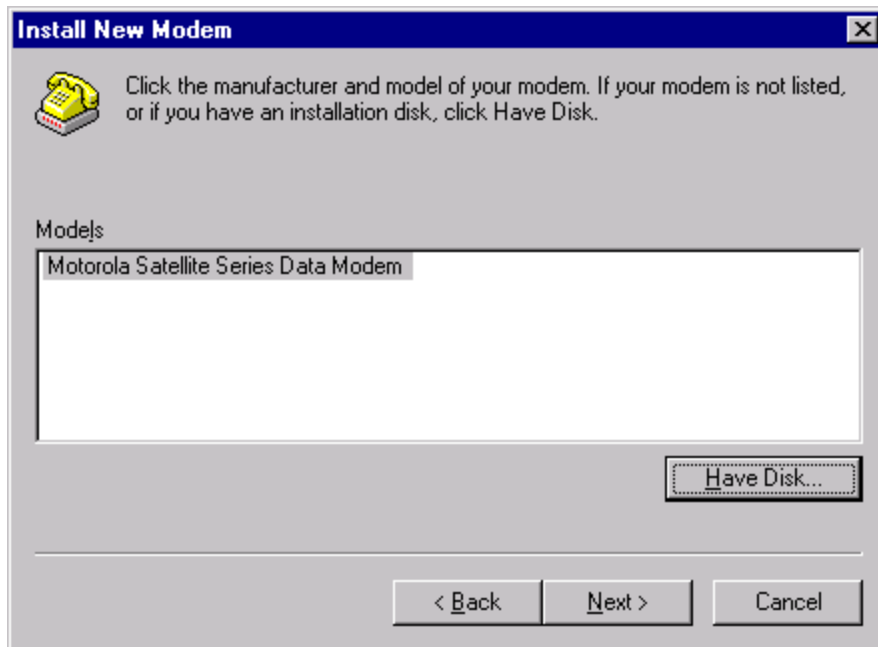 Install New Modem
Click the manufacturer and model of your modem. If your modem is not listed,
or if you have an installation disk, click Have Disk.
Models
Motorola Satellite Series Data Modem
Have Disk...
< Back
Next >
Cancel